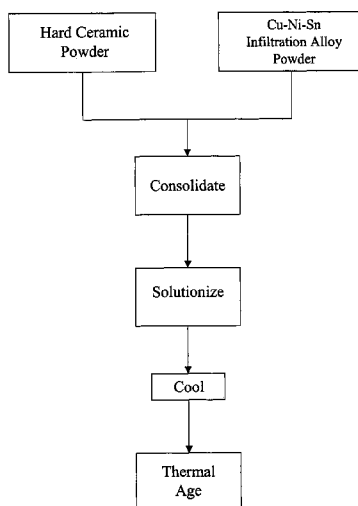 Hard Ceramic
Powder
Cu-Ni-Sn
Infiltration Alloy
Powder
Consolidate
Solutionize
Cool
Thermal
Age